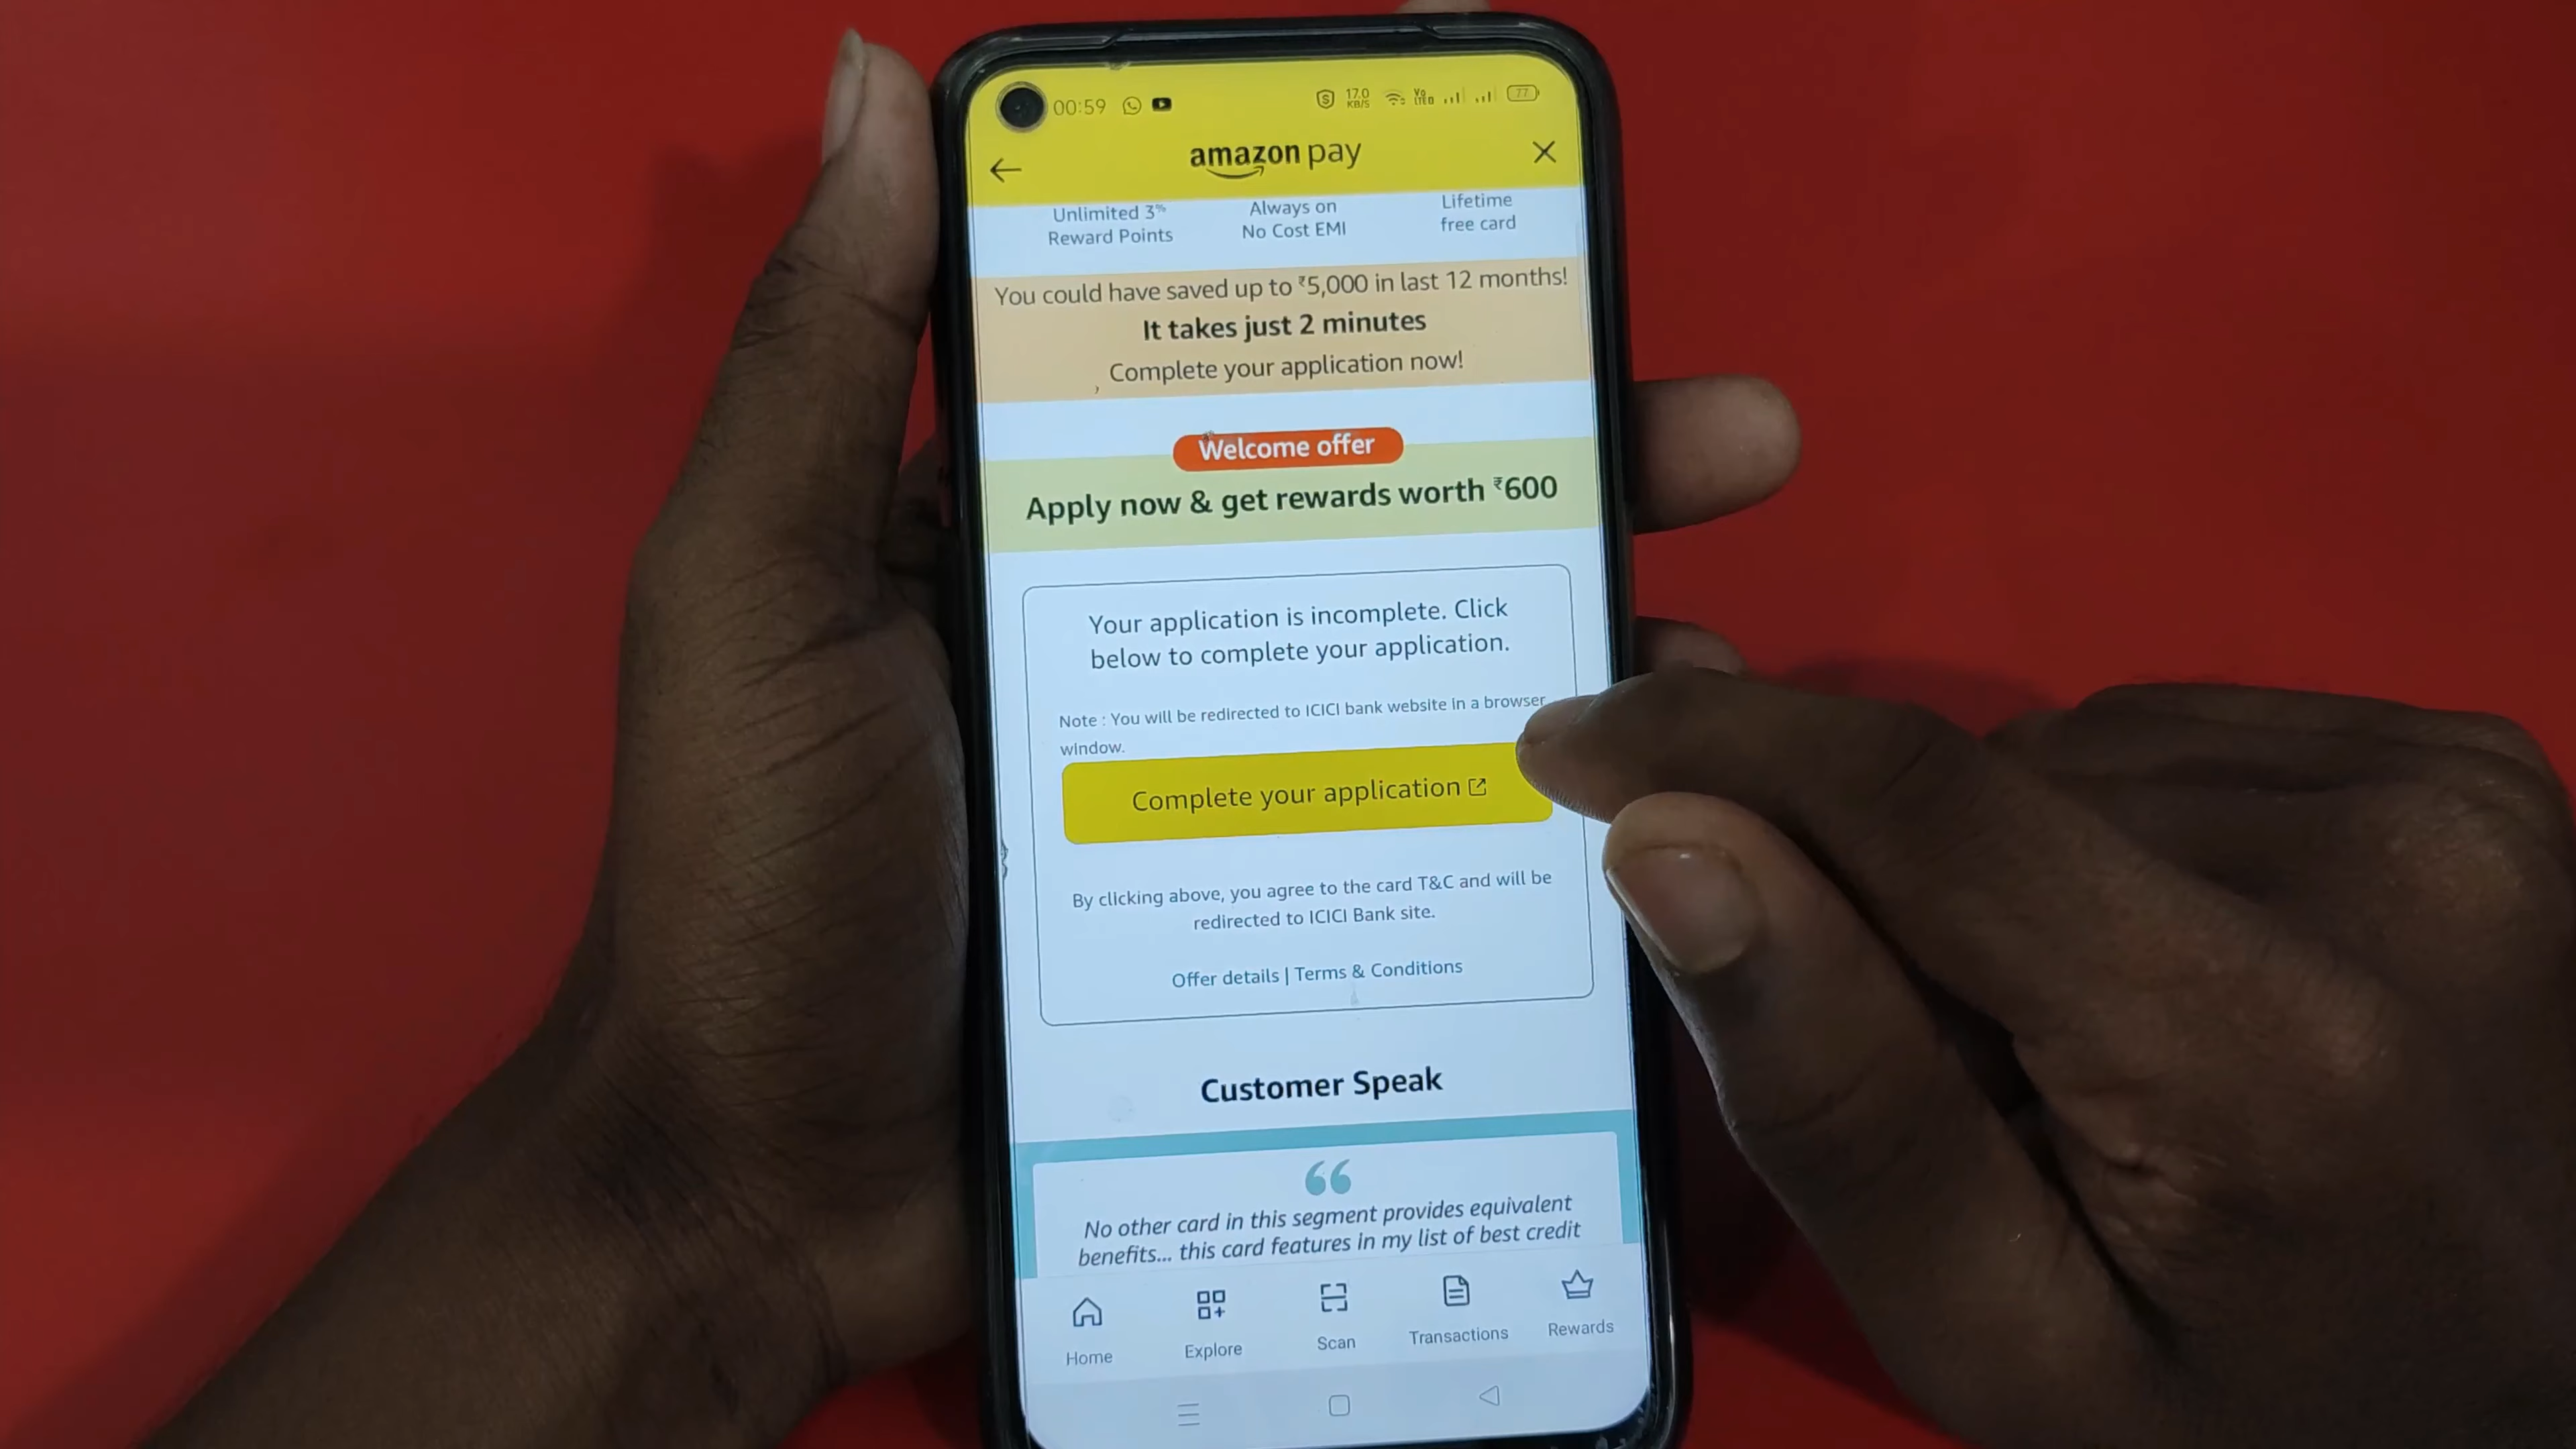 00:59
17.0
KB/S
Vo
LTE
77
amazon pay
Unlimited 3%
Reward Points
Always on
No Cost EMI
Lifetime
free card
You could have saved up to ₹5,000 in last 12 months!
It takes just 2 minutes
Complete your application now!
Welcome offer
Apply now & get rewards worth ₹600
Your application is incomplete. Click
below to complete your application.
Note : You will be redirected to ICICI bank website in a browser
window.
Complete your application
By clicking above, you agree to the card T&C and will be
redirected to ICICI Bank site.
Offer details | Terms & Conditions
Customer Speak
No other card in this segment provides equivalent
benefits... this card features in my list of best credit
Home
Explore
Scan
Transactions
Rewards